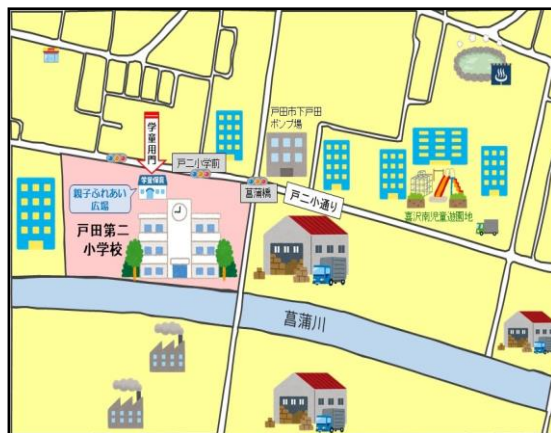 学童用門
戸二小学前
学童保育
親子ふれあい
広場
戸田第二
小学校
戸田市下戸田
ポンプ場
菖蒲橋
戸二小通り
喜沢南児童遊園地
菖蒲川